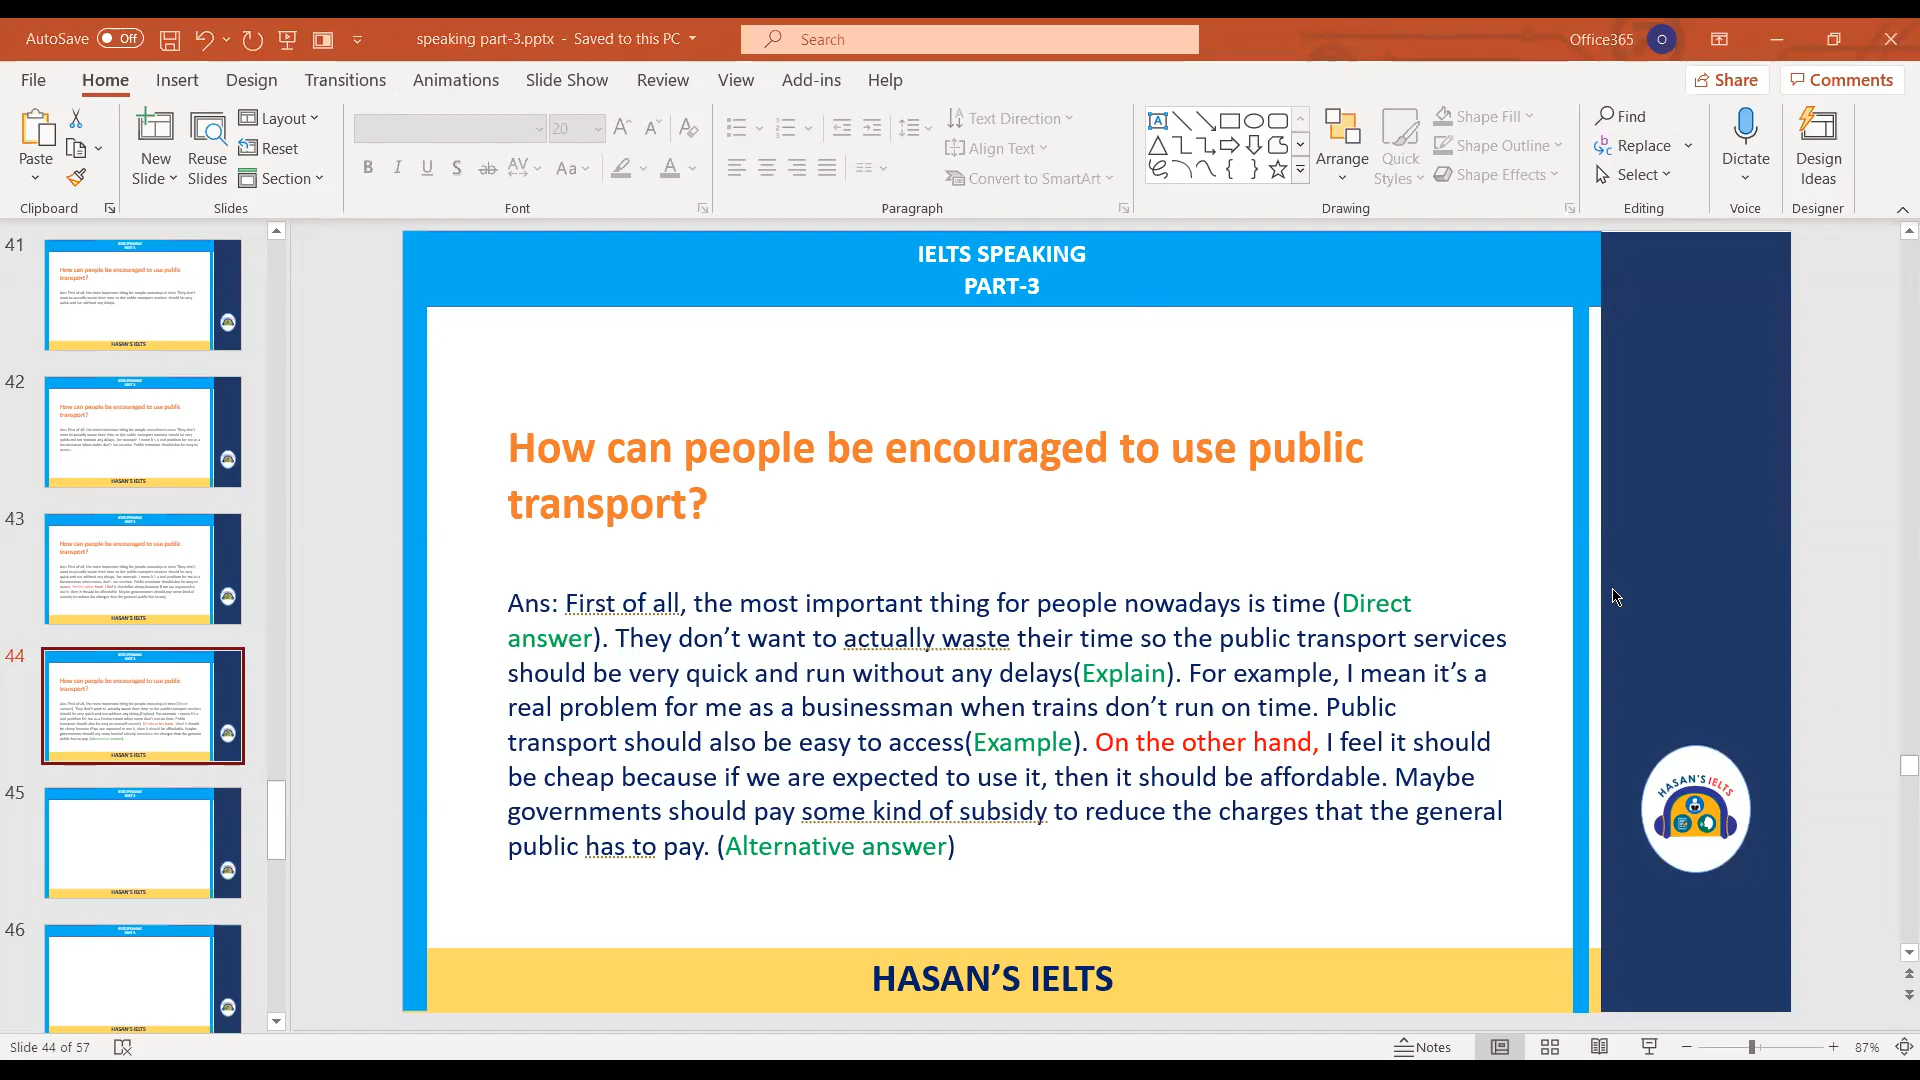 AutoSave Off speaking part-3.pptx - Saved to this PC Search Office365 O
File Home Insert Design Transitions Animations Slide Show Review View Add-ins Help Share Comments
Paste New Slide Reuse Slides Layout Reset Section 20 Text Direction Align Text Convert to SmartArt Arrange Quick Styles Shape Fill Shape Outline Shape Effects Find Replace Select Dictate Design Ideas
Clipboard Slides Font Paragraph Drawing Editing Voice Designer
41
42
43
44
45
46
IELTS SPEAKING
PART-3
How can people be encouraged to use public
transport?
Ans: First of all, the most important thing for people nowadays is time (Direct
answer). They don’t want to actually waste their time so the public transport services
should be very quick and run without any delays(Explain). For example, I mean it’s a
real problem for me as a businessman when trains don’t run on time. Public
transport should also be easy to access(Example). On the other hand, I feel it should
be cheap because if we are expected to use it, then it should be affordable. Maybe
governments should pay some kind of subsidy to reduce the charges that the general
public has to pay. (Alternative answer)
HASAN’S IELTS
HASAN'S IELTS
Slide 44 of 57 Notes 87%